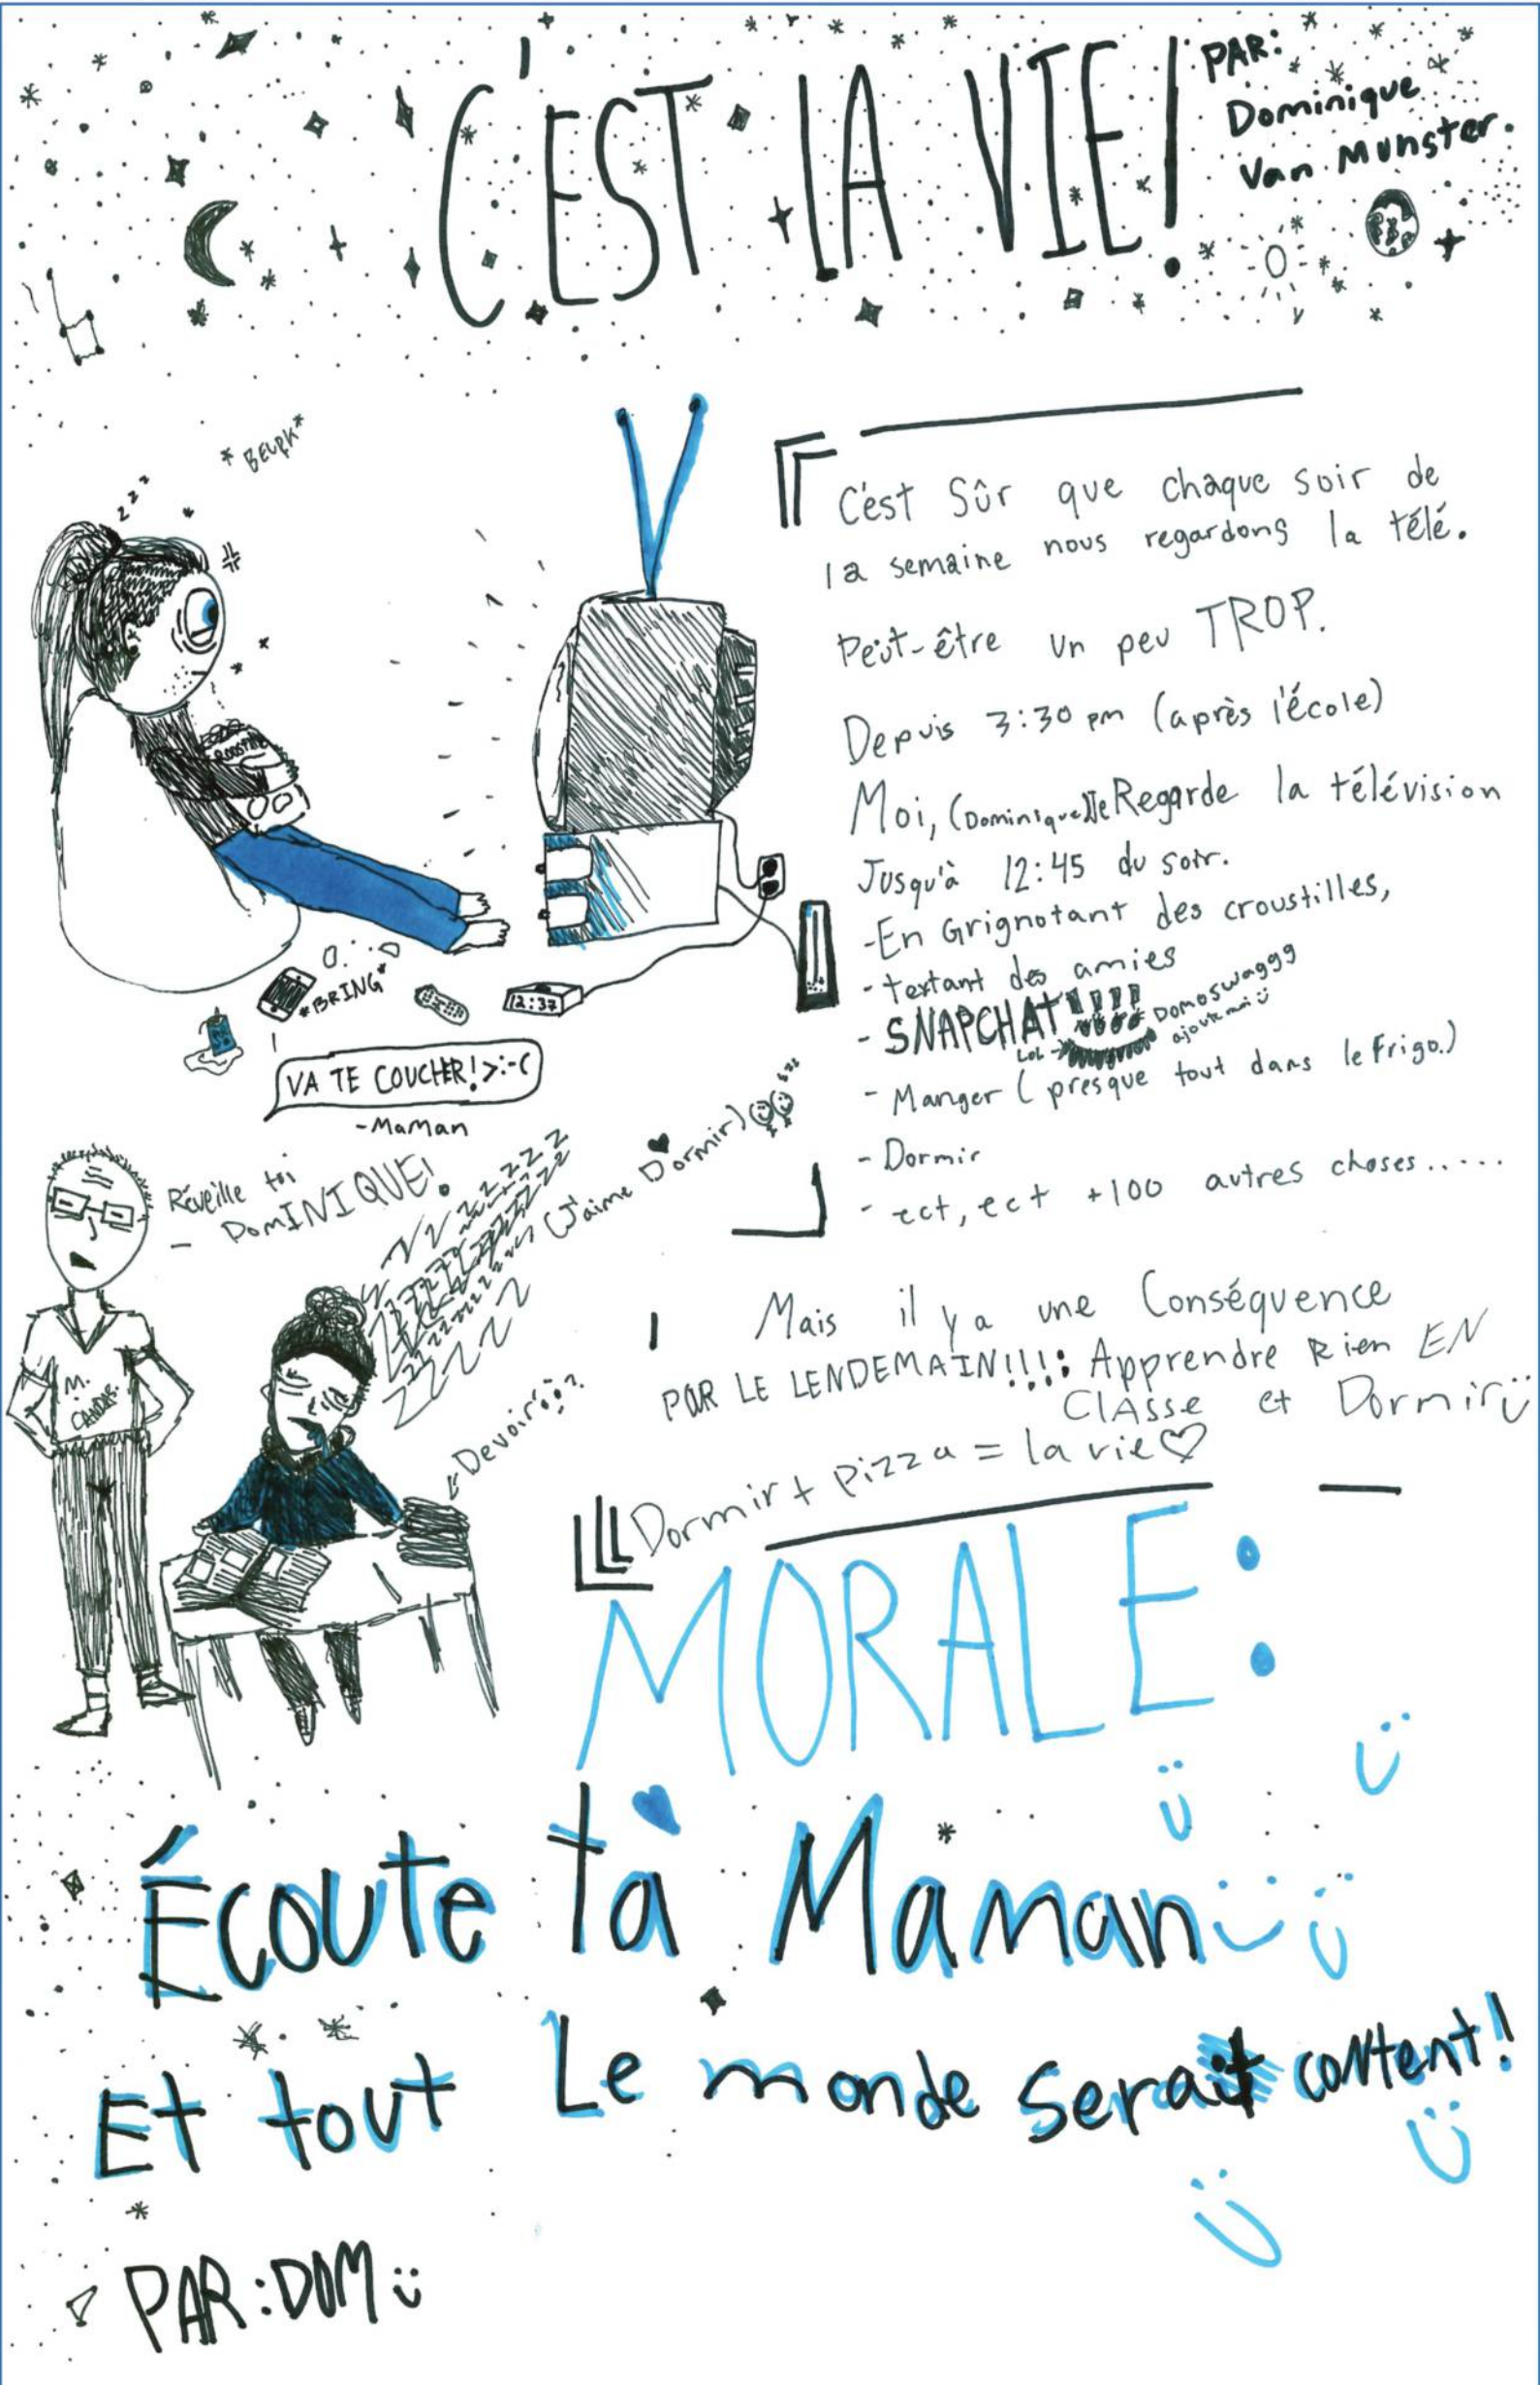 C'EST LA VIE!
PAR:
Dominique
Van Munster.
*BEURK*
zzz
C'est Sûr que chaque soir de
la semaine nous regardons la télé.
Peut-être un peu TROP.
Depuis 3:30 pm (après l'école)
Moi, (Dominique) Je Regarde la télévision
Jusqu'à 12:45 du soir.
-En Grignotant des croustilles,
- textant des amies
- SNAPCHAT!!!!
LOL →
Domoswaggg
ajoute moi
- Manger (presque tout dans le Frigo.)
- Dormir
- ect, ect +100 autres choses.....
*BRING*
12:37
VA TE COUCHER! >:-(
-Maman
Réveille toi
- DOMINIQUE!
(J'aime Dormir)
zzz
M.
Devoirs??
Mais il y a une Conséquence
POUR LE LENDEMAIN!!!!: Apprendre Rien EN
CLASSE et Dormir
Dormir + Pizza = la vie ♡
MORALE:
Écoute ta Maman
Et tout Le monde serait content!
PAR: DOM